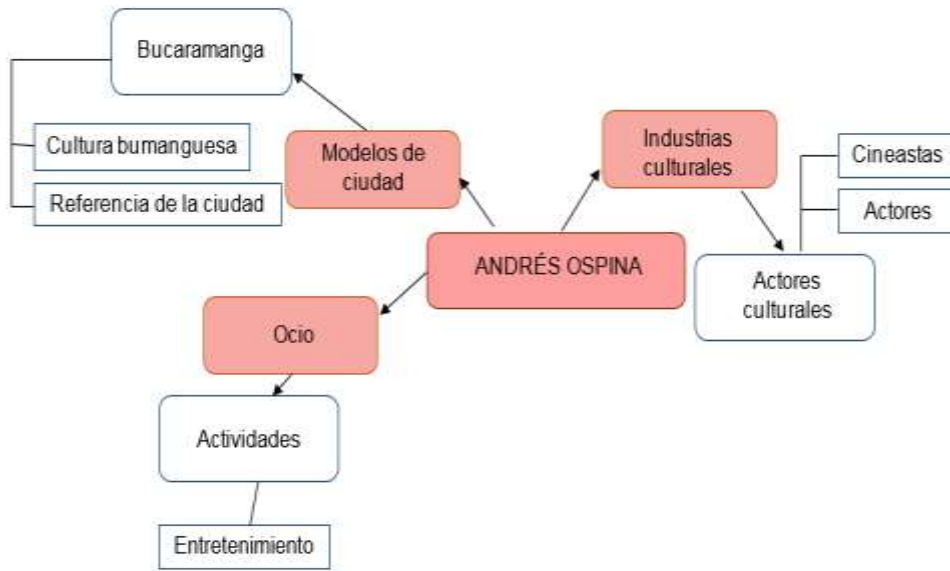 Bucaramanga
Cultura bumanguesa
Referencia de la ciudad
Modelos de
ciudad
Industrias
culturales
Cineastas
Actores
Actores
culturales
ANDRÉS OSPINA
Ocio
Actividades
Entretenimiento